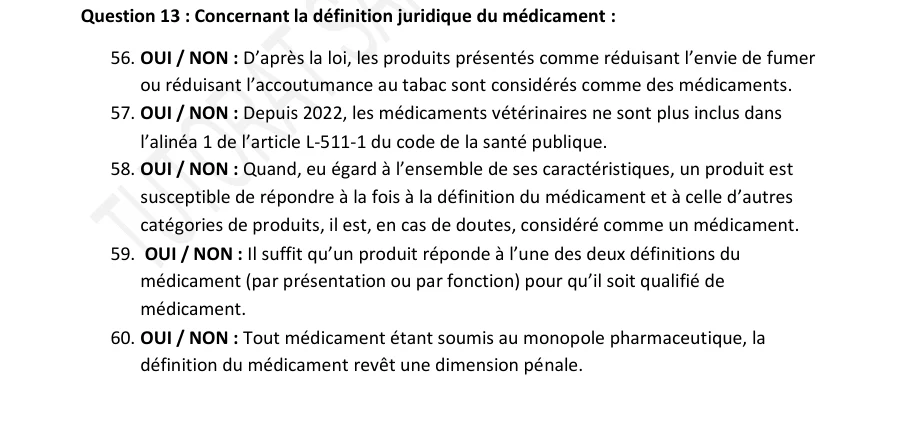 Question 13 : Concernant la définition juridique du médicament :
56. OUI / NON : D’après la loi, les produits présentés comme réduisant l’envie de fumer
ou réduisant l’accoutumance au tabac sont considérés comme des médicaments.
57. OUI / NON : Depuis 2022, les médicaments vétérinaires ne sont plus inclus dans
l’alinéa 1 de l’article L-511-1 du code de la santé publique.
58. OUI / NON : Quand, eu égard à l’ensemble de ses caractéristiques, un produit est
susceptible de répondre à la fois à la définition du médicament et à celle d’autres
catégories de produits, il est, en cas de doutes, considéré comme un médicament.
59. OUI / NON : Il suffit qu’un produit réponde à l’une des deux définitions du
médicament (par présentation ou par fonction) pour qu’il soit qualifié de
médicament.
60. OUI / NON : Tout médicament étant soumis au monopole pharmaceutique, la
définition du médicament revêt une dimension pénale.
TUTORAT